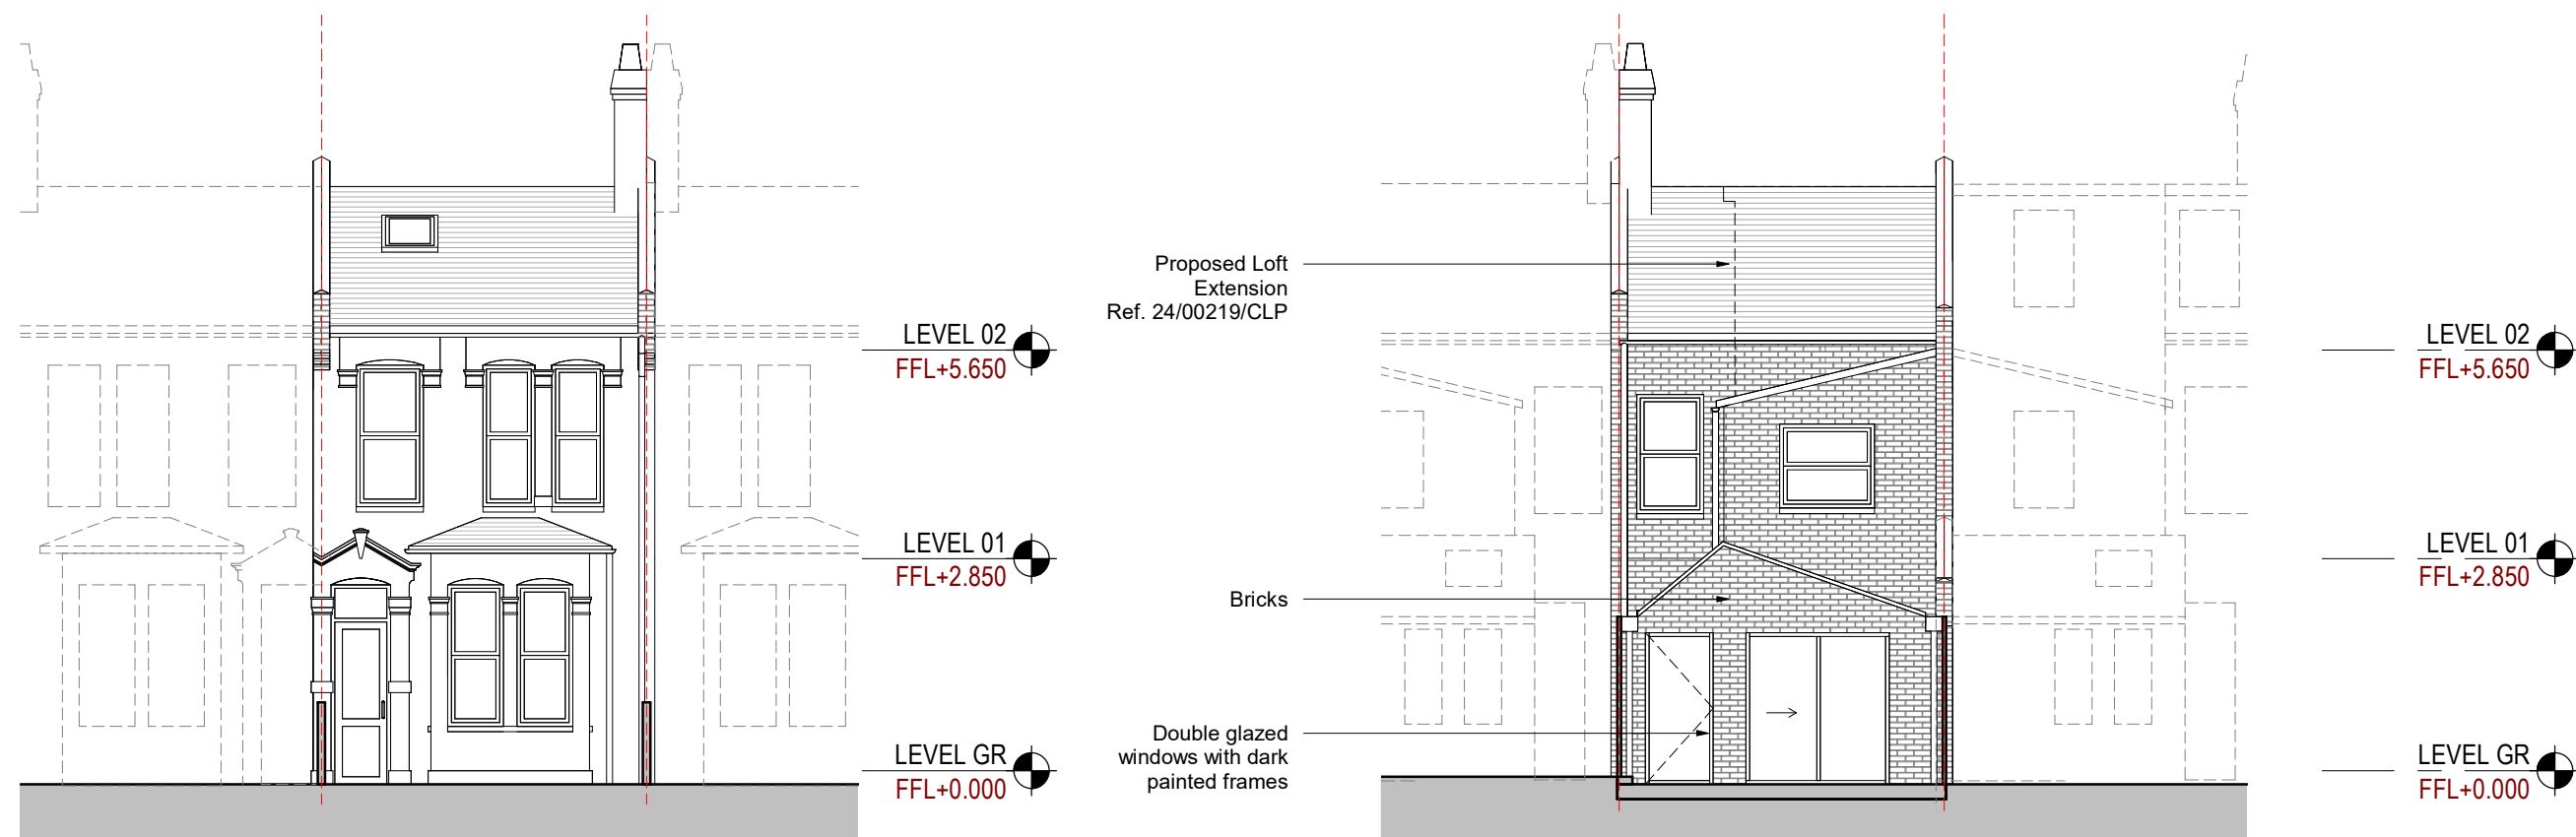 LEVEL 02
FFL+5.650
LEVEL 01
FFL+2.850
LEVEL GR
FFL+0.000
Proposed Loft
Extension
Ref. 24/00219/CLP
Bricks
Double glazed
windows with dark
painted frames
LEVEL 02
FFL+5.650
LEVEL 01
FFL+2.850
LEVEL GR
FFL+0.000